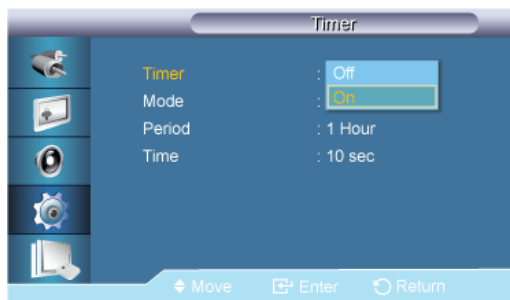 Timer
Timer : Off
Mode : On
Period : 1 Hour
Time : 10 sec
Move Enter Return